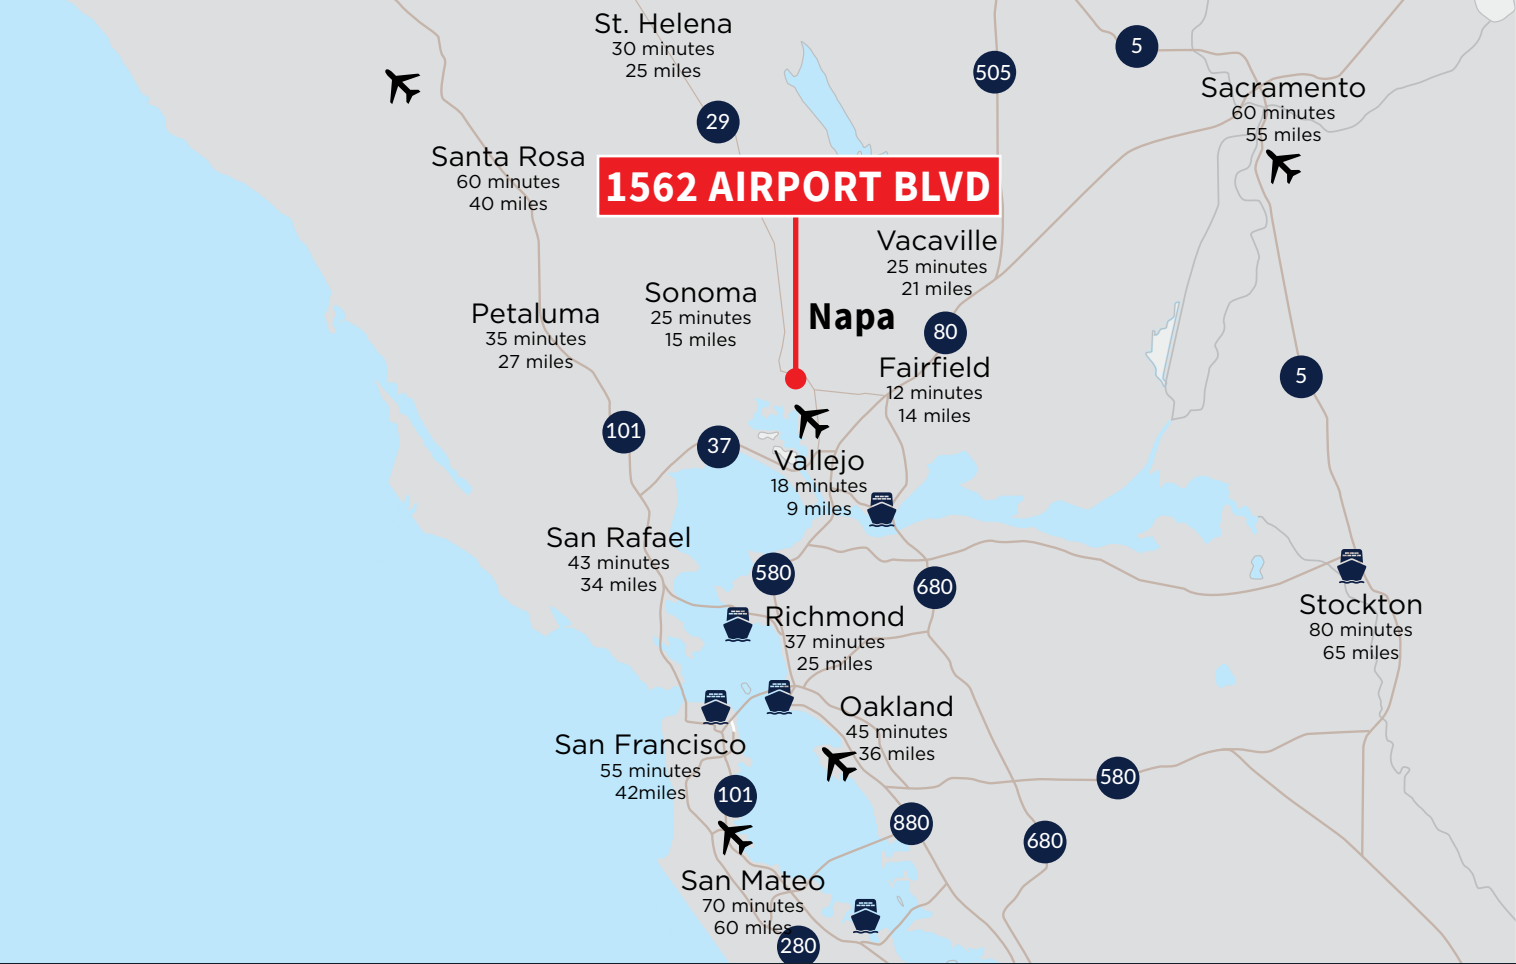 St. Helena
30 minutes
25 miles
5
505
Sacramento
60 minutes
55 miles
29
Santa Rosa
60 minutes
40 miles
1562 AIRPORT BLVD
Vacaville
25 minutes
21 miles
Sonoma
25 minutes
15 miles
Napa
Petaluma
35 minutes
27 miles
80
Fairfield
12 minutes
14 miles
5
101
37
Vallejo
18 minutes
9 miles
San Rafael
43 minutes
34 miles
580
680
Stockton
80 minutes
65 miles
Richmond
37 minutes
25 miles
Oakland
45 minutes
36 miles
San Francisco
55 minutes
42miles
101
580
880
680
San Mateo
70 minutes
60 miles
280